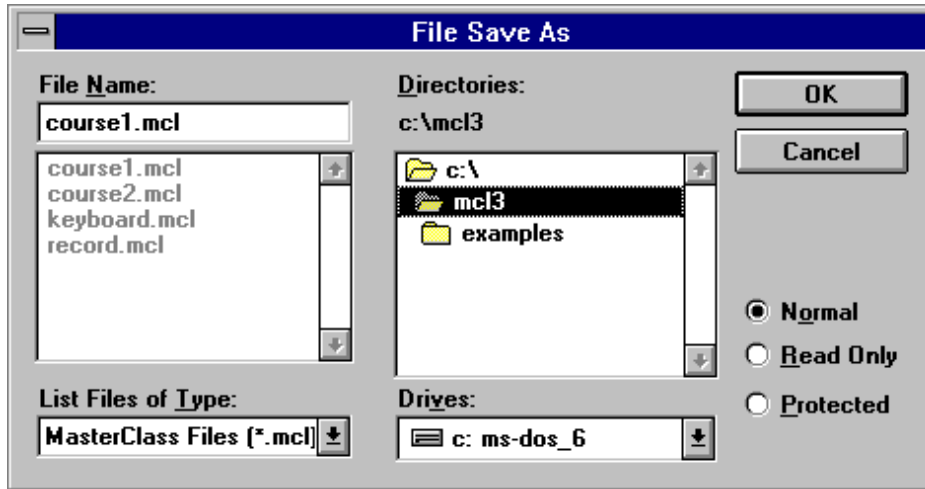 File Save As
File Name:
course1.mcl
course1.mcl
course2.mcl
keyboard.mcl
record.mcl
List Files of Type:
MasterClass Files (*.mcl)
Directories:
c:\mcl3
c:\
mcl3
examples
Drives:
c: ms-dos_6
OK
Cancel
Normal
Read Only
Protected